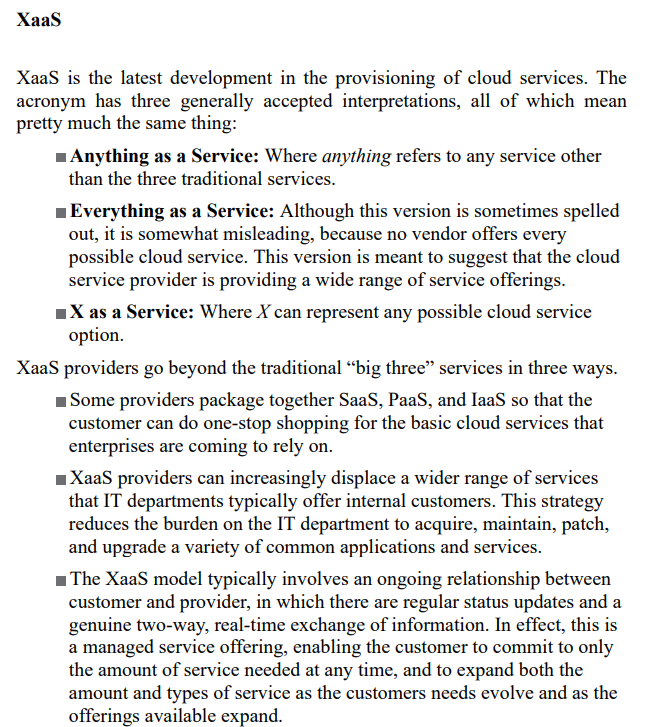 XaaS
XaaS is the latest development in the provisioning of cloud services. The
acronym has three generally accepted interpretations, all of which mean
pretty much the same thing:
■ Anything as a Service: Where anything refers to any service other
than the three traditional services.
■ Everything as a Service: Although this version is sometimes spelled
out, it is somewhat misleading, because no vendor offers every
possible cloud service. This version is meant to suggest that the cloud
service provider is providing a wide range of service offerings.
■ X as a Service: Where X can represent any possible cloud service
option.
XaaS providers go beyond the traditional “big three” services in three ways.
■ Some providers package together SaaS, PaaS, and IaaS so that the
customer can do one-stop shopping for the basic cloud services that
enterprises are coming to rely on.
■ XaaS providers can increasingly displace a wider range of services
that IT departments typically offer internal customers. This strategy
reduces the burden on the IT department to acquire, maintain, patch,
and upgrade a variety of common applications and services.
■ The XaaS model typically involves an ongoing relationship between
customer and provider, in which there are regular status updates and a
genuine two-way, real-time exchange of information. In effect, this is
a managed service offering, enabling the customer to commit to only
the amount of service needed at any time, and to expand both the
amount and types of service as the customers needs evolve and as the
offerings available expand.